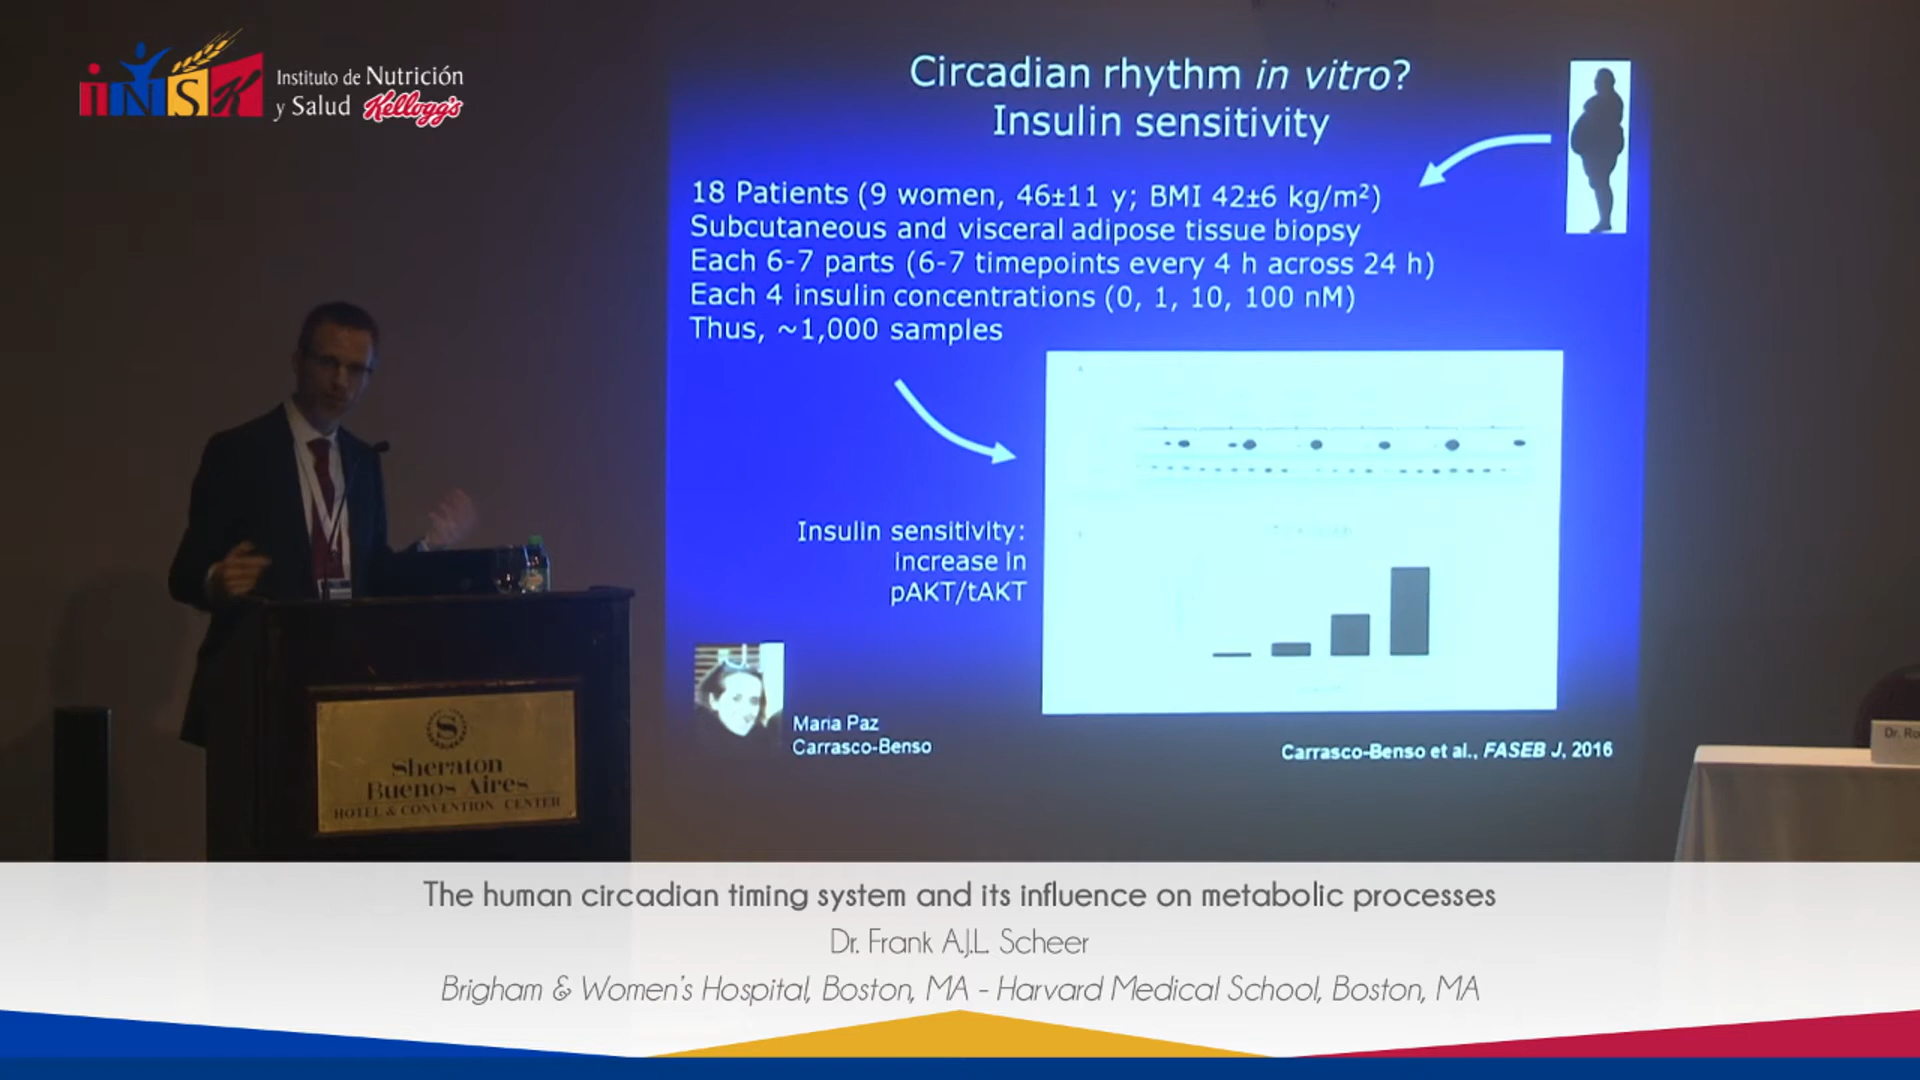 iNSK
Instituto de Nutrición
y Salud Kellogg's
Circadian rhythm in vitro?
Insulin sensitivity
18 Patients (9 women, 46±11 y; BMI 42±6 kg/m²)
Subcutaneous and visceral adipose tissue biopsy
Each 6-7 parts (6-7 timepoints every 4 h across 24 h)
Each 4 insulin concentrations (0, 1, 10, 100 nM)
Thus, ~1,000 samples
Insulin sensitivity:
Increase in
pAKT/tAKT
Maria Paz
Carrasco-Benso
Carrasco-Benso et al., FASEB J, 2016
S
Sheraton
Buenos Aires
HOTEL & CONVENTION CENTER
Dr.
The human circadian timing system and its influence on metabolic processes
Dr. Frank A.J.L. Scheer
Brigham & Women's Hospital, Boston, MA - Harvard Medical School, Boston, MA